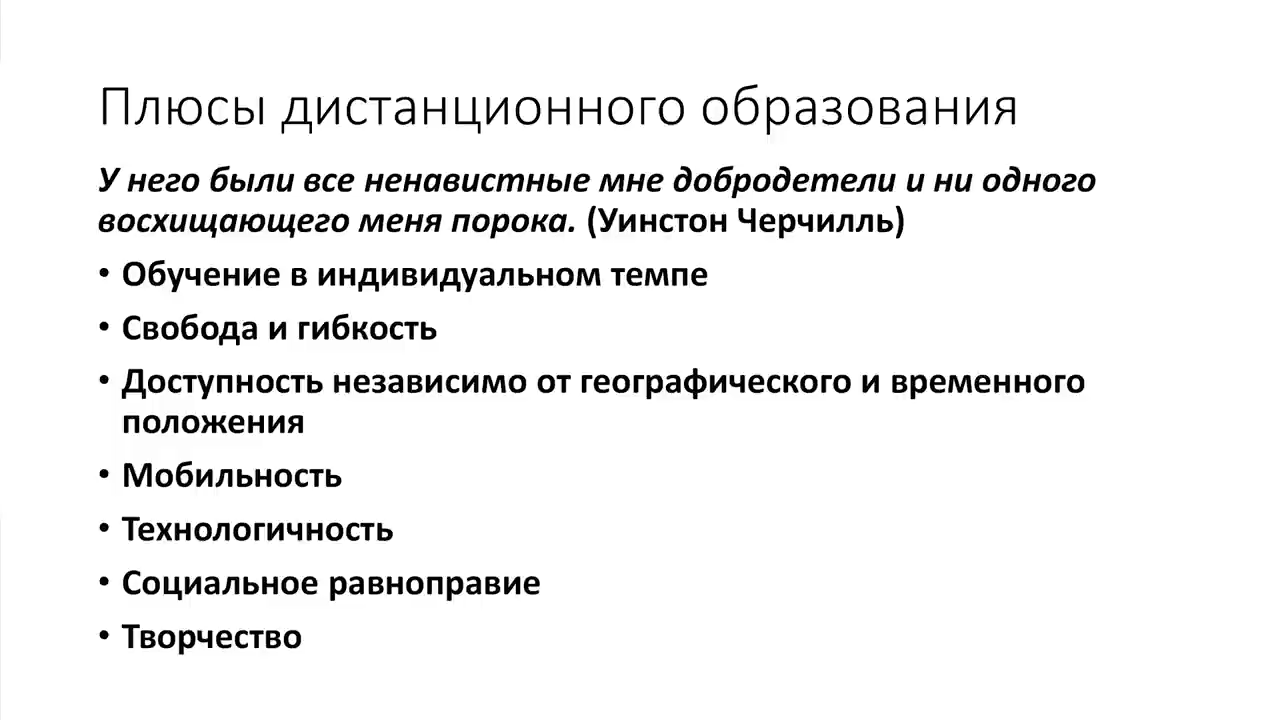 Плюсы дистанционного образования
У него были все ненавистные мне добродетели и ни одного
восхищающего меня порока. (Уинстон Черчилль)
• Обучение в индивидуальном темпе
• Свобода и гибкость
• Доступность независимо от географического и временного
положения
• Мобильность
• Технологичность
• Социальное равноправие
• Творчество